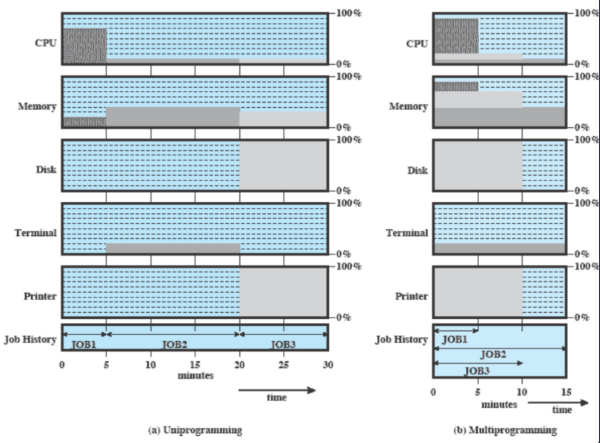 CPU 100% 0%
Memory 100% 0%
Disk 100% 0%
Terminal 100% 0%
Printer 100% 0%
Job History JOB1 JOB2 JOB3
0 5 10 15 20 25 30
minutes
time
(a) Uniprogramming
CPU 100% 0%
Memory 100% 0%
Disk 100% 0%
Terminal 100% 0%
Printer 100% 0%
Job History JOB1
JOB2
JOB3
0 5 10 15
minutes
time
(b) Multiprogramming